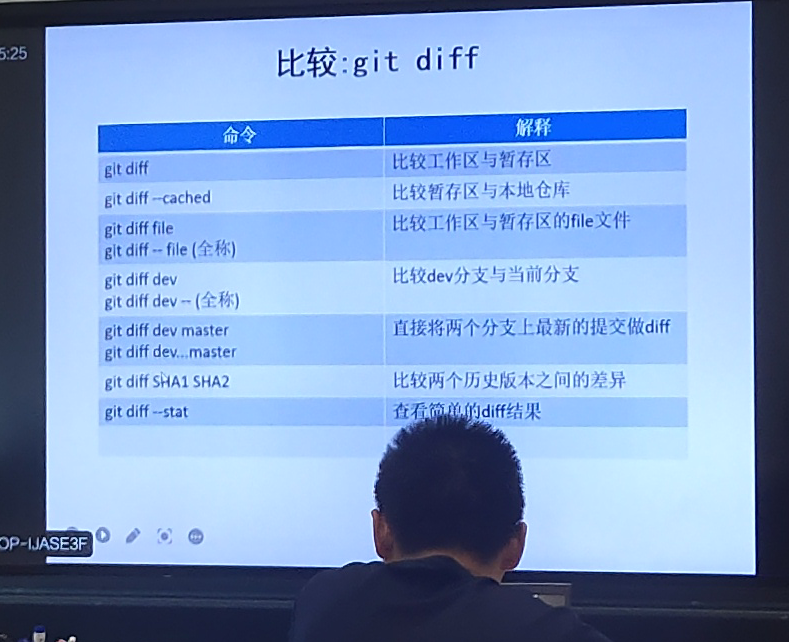 5:25
比较:git diff
命令 解释
git diff 比较工作区与暂存区
git diff --cached 比较暂存区与本地仓库
git diff file 比较工作区与暂存区的file文件
git diff -- file (全称)
git diff dev 比较dev分支与当前分支
git diff dev -- (全称)
git diff dev master 直接将两个分支上最新的提交做diff
git diff dev...master
git diff SHA1 SHA2 比较两个历史版本之间的差异
git diff --stat 查看简单的diff结果
OP-IJASE3F